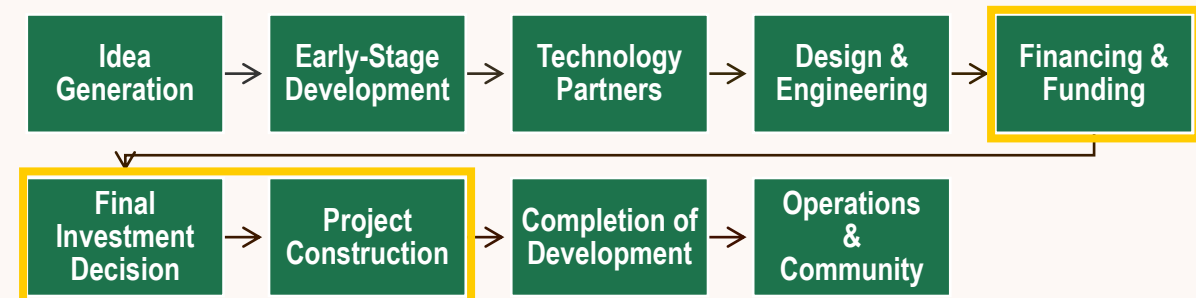 Idea
Generation
Early-Stage
Development
Technology
Partners
Design &
Engineering
Financing &
Funding
Final
Investment
Decision
Project
Construction
Completion of
Development
Operations
&
Community